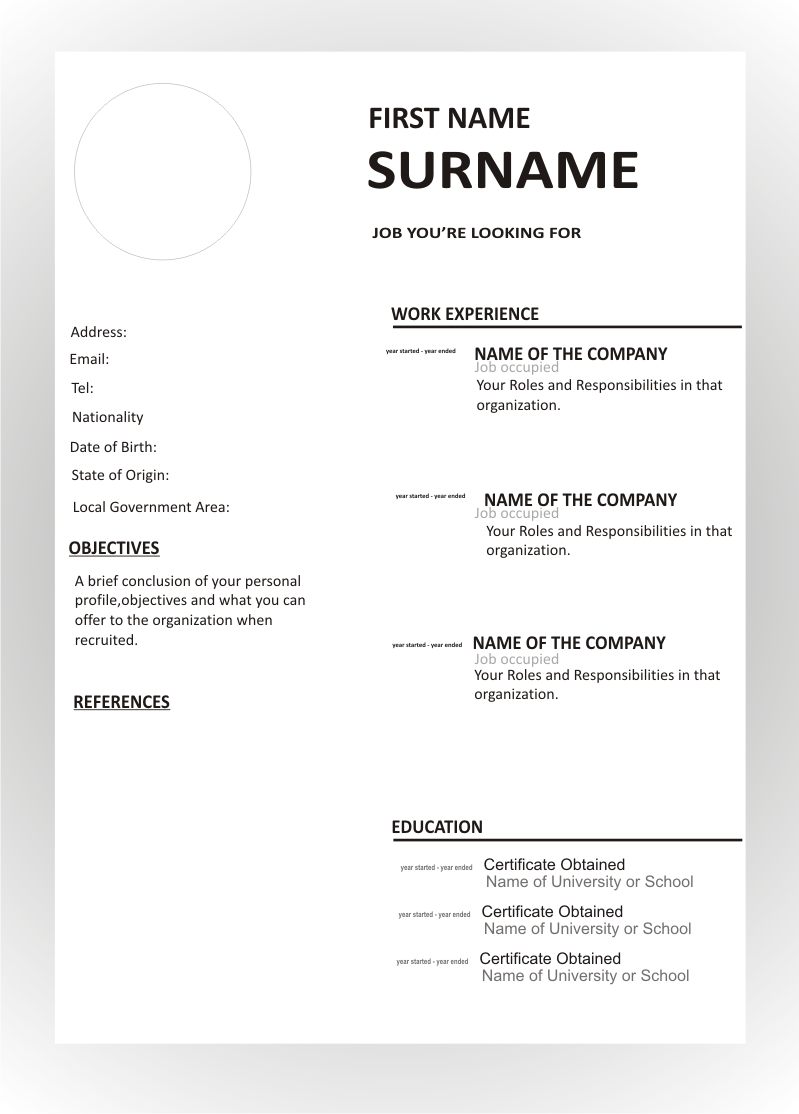 FIRST NAME
SURNAME
JOB YOU’RE LOOKING FOR
Address:
Email:
Tel:
Nationality
Date of Birth:
State of Origin:
Local Government Area:
OBJECTIVES
A brief conclusion of your personal
profile,objectives and what you can
offer to the organization when
recruited.
REFERENCES
WORK EXPERIENCE
year started - year ended
NAME OF THE COMPANY
Job occupied
Your Roles and Responsibilities in that
organization.
year started - year ended
NAME OF THE COMPANY
Job occupied
Your Roles and Responsibilities in that
organization.
year started - year ended
NAME OF THE COMPANY
Job occupied
Your Roles and Responsibilities in that
organization.
EDUCATION
year started - year ended
Certificate Obtained
Name of University or School
year started - year ended
Certificate Obtained
Name of University or School
year started - year ended
Certificate Obtained
Name of University or School